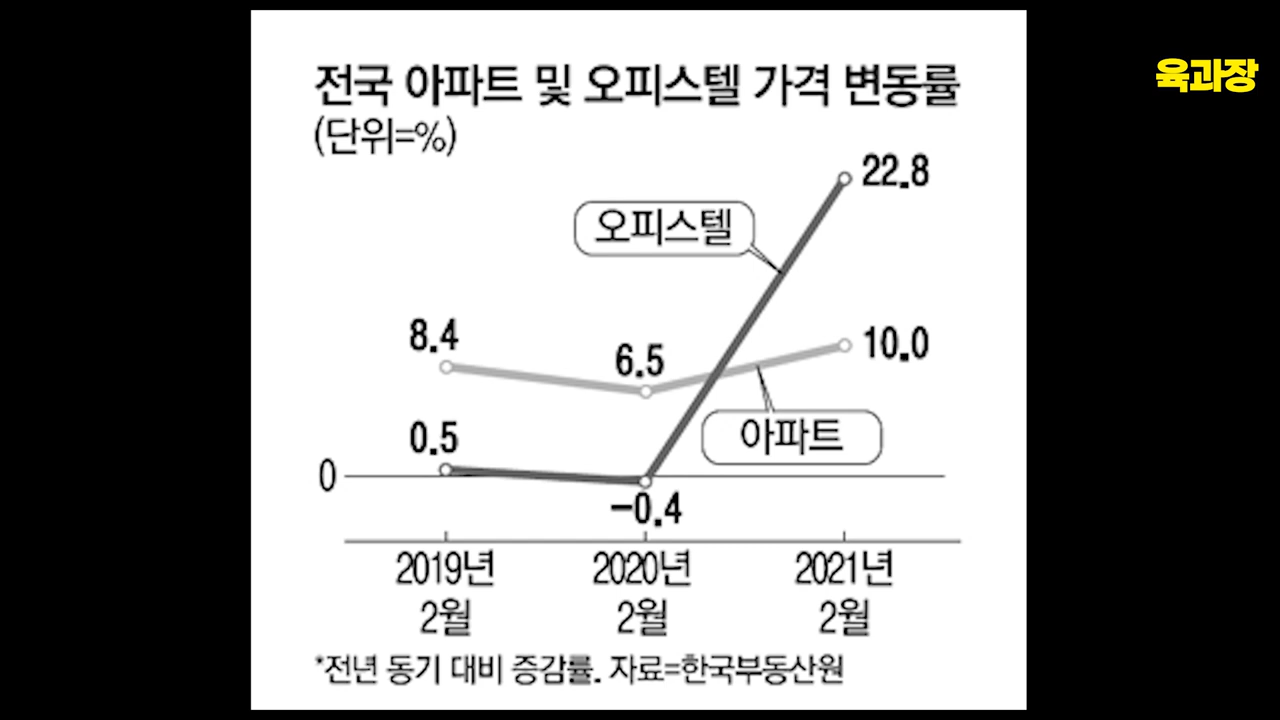 전국 아파트 및 오피스텔 가격 변동률
(단위=%)
육과장
22.8
오피스텔
8.4
6.5
10.0
아파트
0.5
0
-0.4
2019년 2020년 2021년
2월 2월 2월
*전년 동기 대비 증감률. 자료=한국부동산원